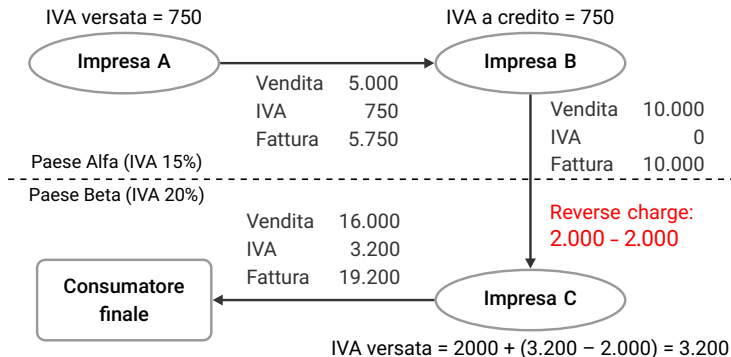 IVA versata = 750
IVA a credito = 750
Impresa A
Impresa B
Vendita 5.000
IVA 750
Fattura 5.750
Vendita 10.000
IVA 0
Fattura 10.000
Paese Alfa (IVA 15%)
Paese Beta (IVA 20%)
Reverse charge:
2.000 - 2.000
Vendita 16.000
IVA 3.200
Fattura 19.200
Consumatore
finale
Impresa C
IVA versata = 2000 + (3.200 – 2.000) = 3.200